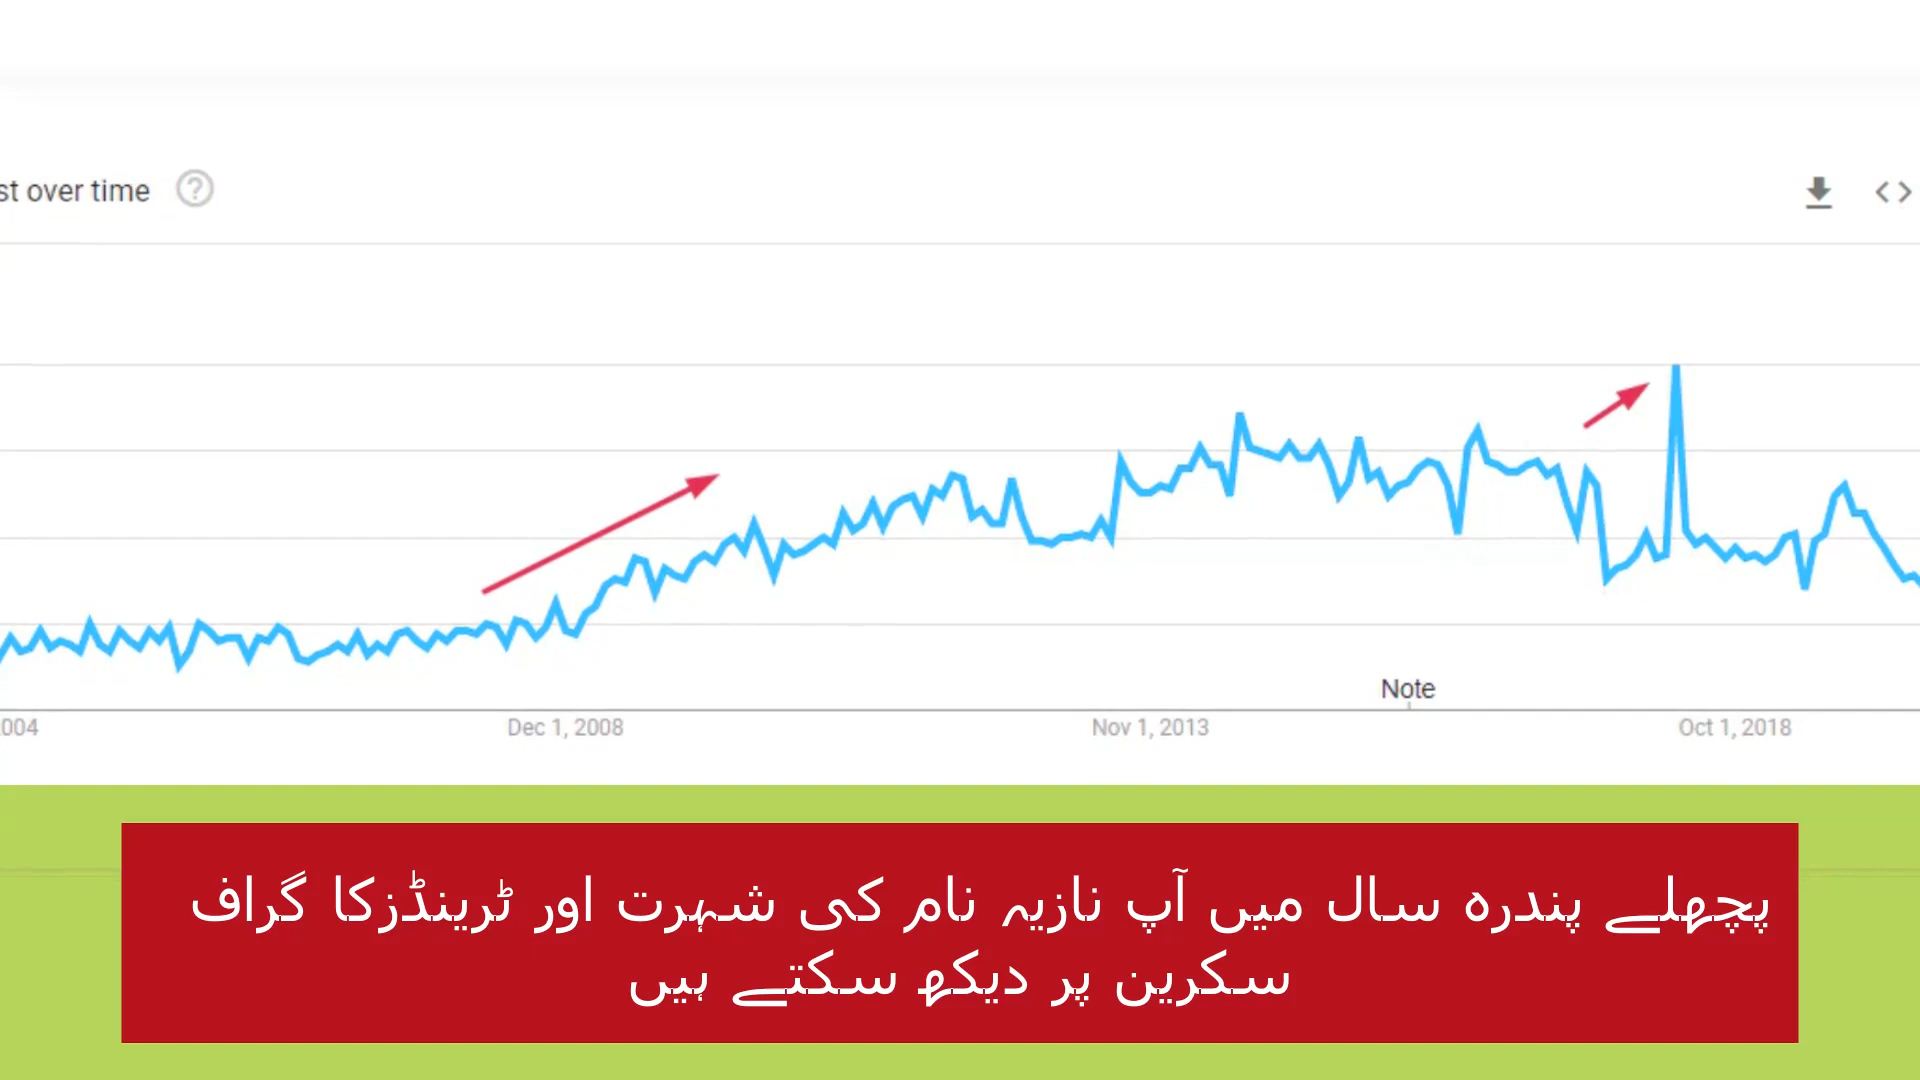 st over time
Note
004
Dec 1, 2008
Nov 1, 2013
Oct 1, 2018
پچھلے پندرہ سال میں آپ نازیہ نام کی شہرت اور ٹرینڈزکا گراف
سکرین پر دیکھ سکتے ہیں